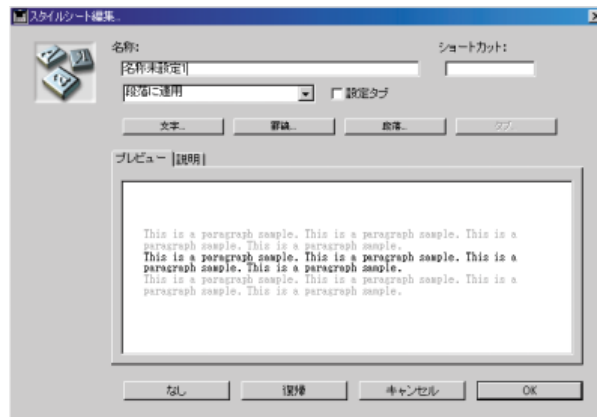 スタイルシート編集..
名称:
ショートカット:
名称未設定1
段落に適用
設定タブ
文字..
罫線..
段落..
タブ..
プレビュー
説明
This is a paragraph sample. This is a paragraph sample. This is a
paragraph sample. This is a paragraph sample.
This is a paragraph sample. This is a paragraph sample. This is a
paragraph sample. This is a paragraph sample.
This is a paragraph sample. This is a paragraph sample. This is a
paragraph sample. This is a paragraph sample.
なし
復帰
キャンセル
OK